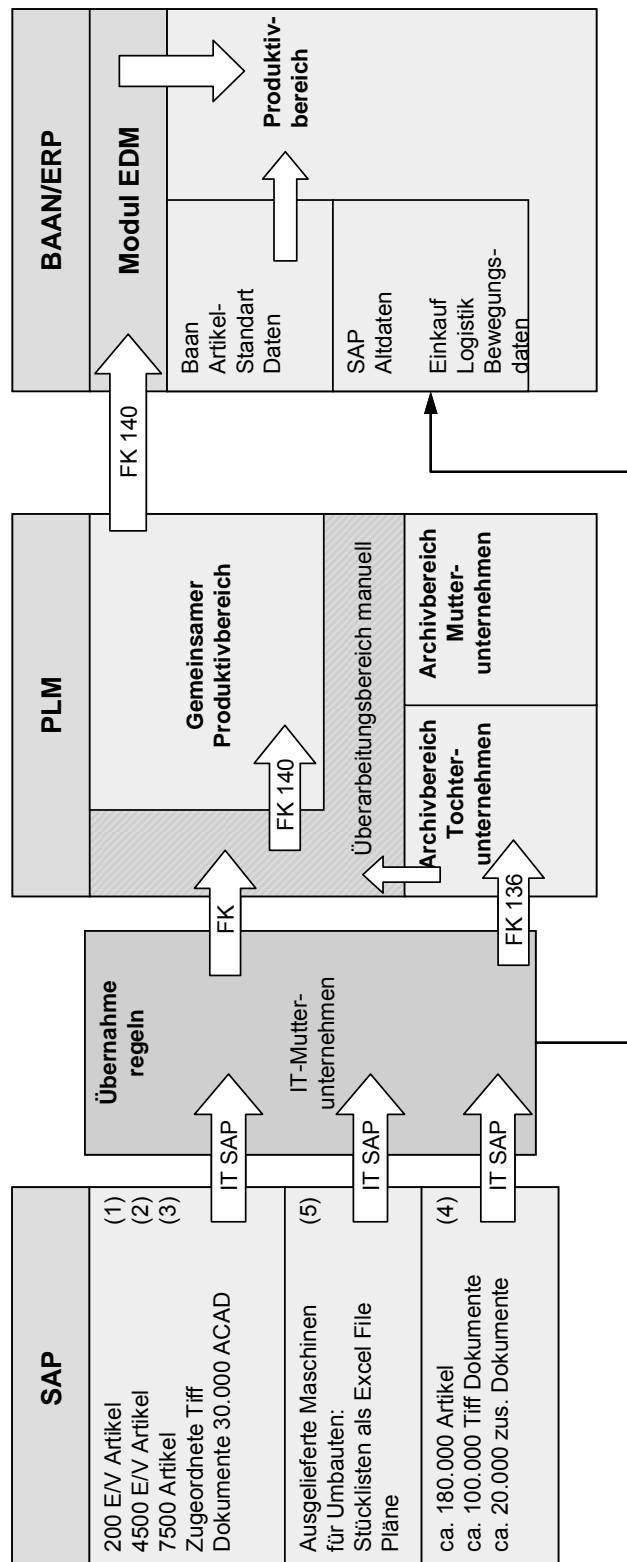 SAP
200 E/V Artikel (1)
4500 E/V Artikel (2)
7500 Artikel (3)
Zugeordnete Tiff
Dokumente 30.000 ACAD
IT SAP
Ausgelieferte Maschinen (5)
für Umbauten:
Stücklisten als Excel File
Pläne
IT SAP
ca. 180.000 Artikel (4)
ca. 100.000 Tiff Dokumente
ca. 20.000 zus. Dokumente
IT SAP
Übernahme
regeln
IT-Mutter-
unternehmen
FK
FK 136
PLM
Gemeinsamer
Produktivbereich
FK 140
Überarbeitungsbereich manuell
Archivbereich
Tochter-
unternehmen
Archivbereich
Mutter-
unternehmen
FK 140
BAAN/ERP
Modul EDM
Baan
Artikel-
Standart
Daten
Produktiv-
bereich
SAP
Altdaten
Einkauf
Logistik
Bewegungs-
daten